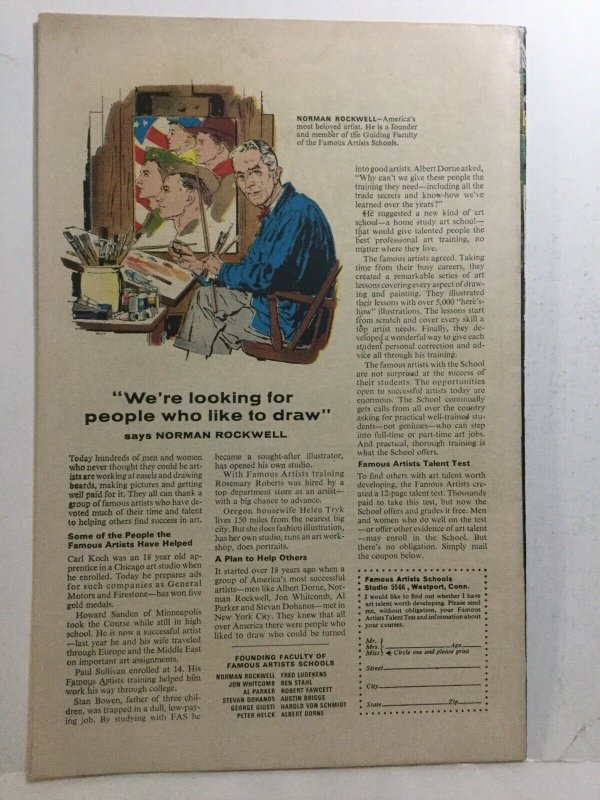 NORMAN ROCKWELL—America's
most beloved artist. He is a founder
and member of the Guiding Faculty
of the Famous Artists Schools.
"We're looking for
people who like to draw"
says NORMAN ROCKWELL
Today hundreds of men and women
who never thought they could be art-
ists are working at easels and drawing
boards, making pictures and getting
well paid for it. They all can thank a
group of famous artists who have de-
voted much of their time and talent
to helping others find success in art.
Some of the People the
Famous Artists Have Helped
Carl Koch was an 18 year old ap-
prentice in a Chicago art studio when
he enrolled. Today he prepares ads
for such companies as General
Motors and Firestone—has won five
gold medals.
Howard Sanden of Minneapolis
took the Course while still in high
school. He is now a successful artist
—last year he and his wife traveled
through Europe and the Middle East
on important art assignments.
Paul Sullivan enrolled at 14. His
Famous Artists training helped him
work his way through college.
Stan Bowen, father of three chil-
dren, was trapped in a dull, low-pay-
ing job. By studying with FAS he
became a sought-after illustrator,
has opened his own studio.
With Famous Artists training
Rosemary Roberts was hired by a
top department store as an artist—
with a big chance to advance.
Oregon housewife Helen Tryk
lives 150 miles from the nearest big
city. But she does fashion illustration,
has her own studio, runs an art work-
shop, does portraits.
A Plan to Help Others
It started over 18 years ago when a
group of America's most successful
artists—men like Albert Dorne, Nor-
man Rockwell, Jon Whitcomb, Al
Parker and Stevan Dohanos—met in
New York City. They knew that all
over America there were people who
liked to draw who could be turned
FOUNDING FACULTY OF
FAMOUS ARTISTS SCHOOLS
NORMAN ROCKWELL FRED LUDEKENS
JON WHITCOMB BEN STAHL
AL PARKER ROBERT FAWCETT
STEVAN DOHANOS AUSTIN BRIGGS
GEORGE GIUSTI HAROLD VON SCHMIDT
PETER HELCK ALBERT DORNE
into good artists. Albert Dorne asked,
"Why can't we give these people the
training they need—including all the
trade secrets and know-how we've
learned over the years?"
He suggested a new kind of art
school—a home study art school—
that would give talented people the
best professional art training, no
matter where they live.
The famous artists agreed. Taking
time from their busy careers, they
created a remarkable series of art
lessons covering every aspect of draw-
ing and painting. They illustrated
their lessons with over 5,000 "here's-
how" illustrations. The lessons start
from scratch and cover every skill a
top artist needs. Finally, they de-
veloped a wonderful way to give each
student personal correction and ad-
vice all through his training.
The famous artists with the School
are not surprised at the success of
their students. The opportunities
open to successful artists today are
enormous. The School continually
gets calls from all over the country
asking for practical well-trained stu-
dents—not geniuses—who can step
into full-time or part-time art jobs.
And practical, thorough training is
what the School offers.
Famous Artists Talent Test
To find others with art talent worth
developing, the Famous Artists cre-
ated a 12-page talent test. Thousands
paid to take this test, but now the
School offers and grades it free. Men
and women who do well on the test
—or offer other evidence of art talent
—may enroll in the School. But
there's no obligation. Simply mail
the coupon below.
Famous Artists Schools
Studio 5566, Westport, Conn.
I would like to find out whether I have
art talent worth developing. Please send
me, without obligation, your Famous
Artists Talent Test and information about
your courses.
Mr.
Mrs. Age
Miss Circle one and please print
Street
City
State Zip